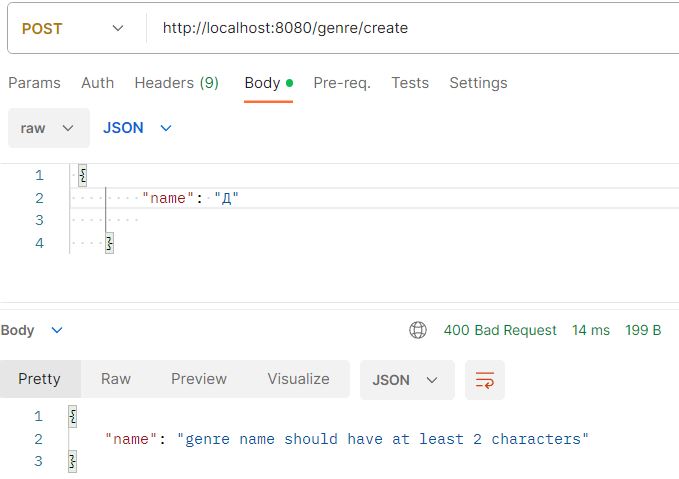 POST http://localhost:8080/genre/create
Params Auth Headers (9) Body Pre-req. Tests Settings
raw JSON
1 {
2 "name": "Д"
3
4 }
Body 400 Bad Request 14 ms 199 B
Pretty Raw Preview Visualize JSON
1 {
2 "name": "genre name should have at least 2 characters"
3 }